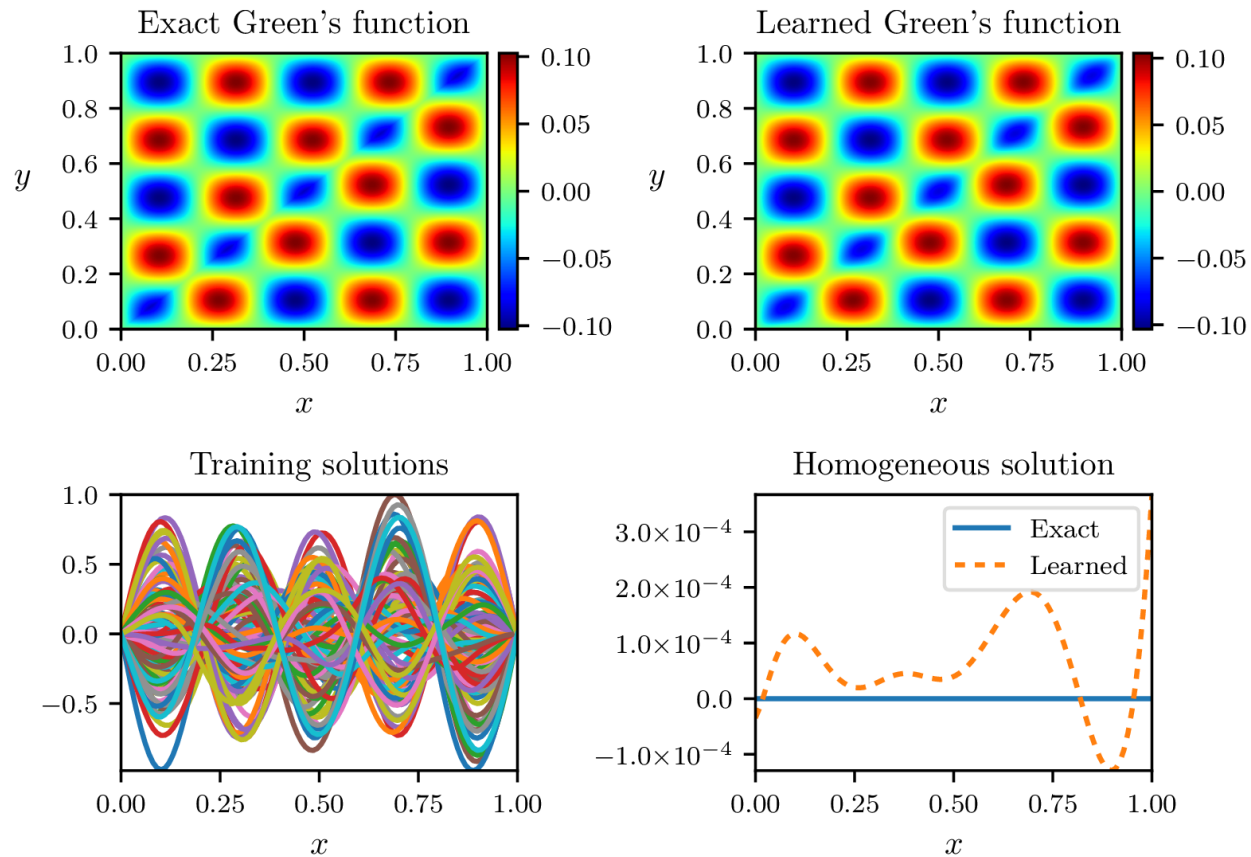 Exact Green's function
1.0
0.8
0.6
0.4
0.2
0.0
y
0.00 0.25 0.50 0.75 1.00
x
0.10
0.05
0.00
−0.05
−0.10
Learned Green's function
1.0
0.8
0.6
0.4
0.2
0.0
y
0.00 0.25 0.50 0.75 1.00
x
0.10
0.05
0.00
−0.05
−0.10
Training solutions
1.0
0.5
0.0
−0.5
0.00 0.25 0.50 0.75 1.00
x
Homogeneous solution
3.0×10⁻⁴
2.0×10⁻⁴
1.0×10⁻⁴
0.0
−1.0×10⁻⁴
Exact
Learned
0.00 0.25 0.50 0.75 1.00
x